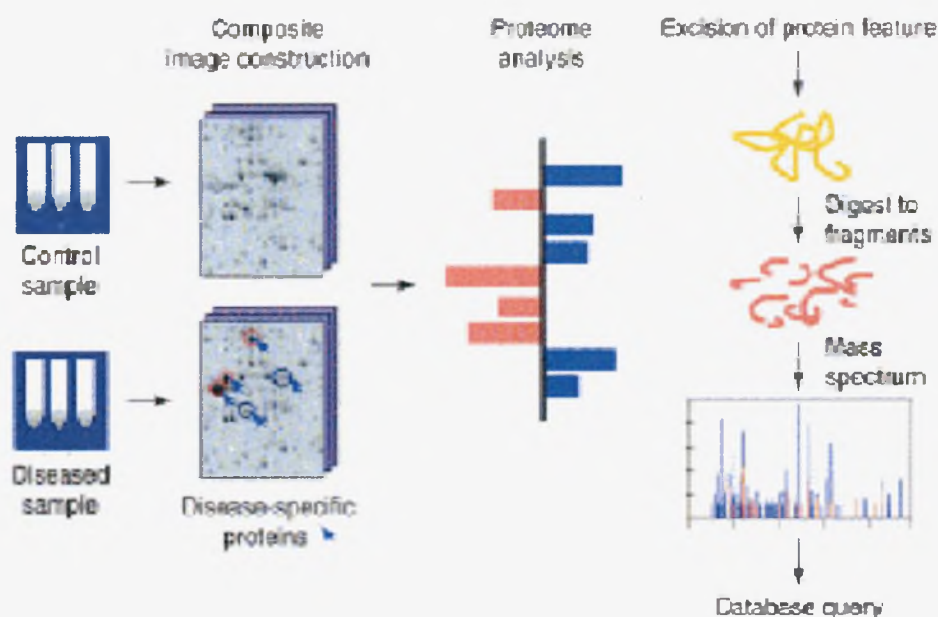 Composite
image construction
Proteome
analysis
Excision of protein feature
Control
sample
Digest to
fragments
Mass
spectrum
Diseased
sample
Disease-specific
proteins
Database query